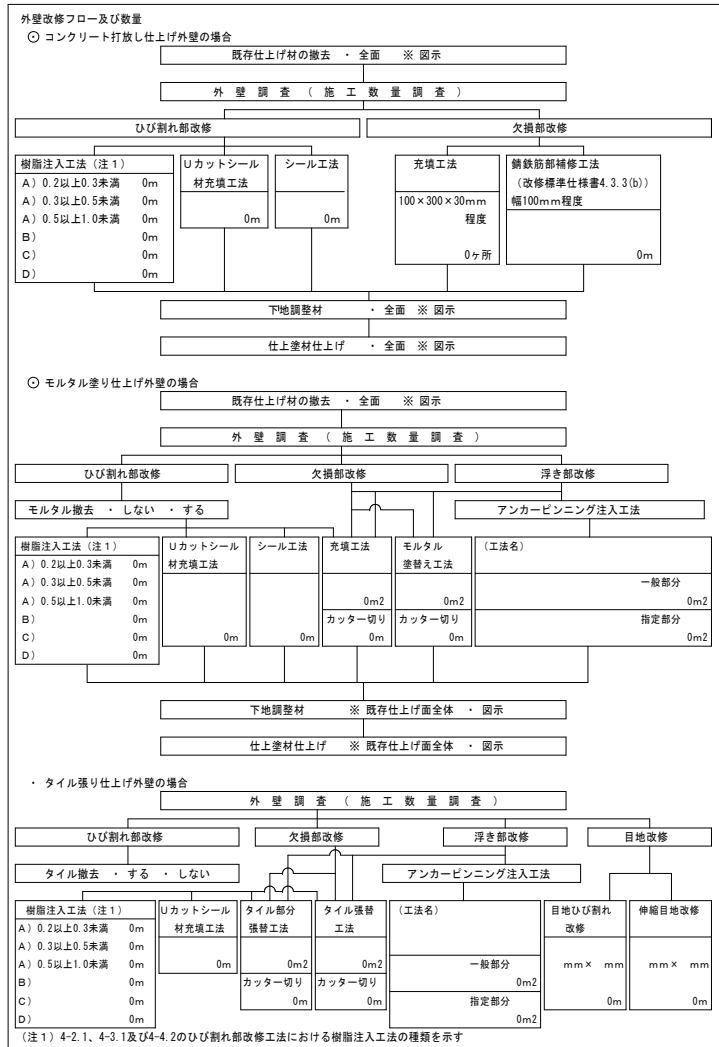 外壁改修フロー及び数量
⊙ コンクリート打放し仕上げ外壁の場合
既存仕上げ材の撤去 ・ 全面 ※ 図示
外 壁 調 査 ( 施 工 数 量 調 査 )
ひび割れ部改修
欠損部改修
樹脂注入工法(注1)
A) 0.2以上0.3未満 0m
A) 0.3以上0.5未満 0m
A) 0.5以上1.0未満 0m
B) 0m
C) 0m
D) 0m
Uカットシール
材充填工法
0m
シール工法
0m
充填工法
100×300×30mm
程度
0ヶ所
錆鉄筋部補修工法
(改修標準仕様書4.3.3(b))
幅100mm程度
0m
下地調整材 ・ 全面 ※ 図示
仕上塗材仕上げ ・ 全面 ※ 図示
⊙ モルタル塗り仕上げ外壁の場合
既存仕上げ材の撤去 ・ 全面 ※ 図示
外 壁 調 査 ( 施 工 数 量 調 査 )
ひび割れ部改修
欠損部改修
浮き部改修
モルタル撤去 ・ しない ・ する
アンカーピンニング注入工法
樹脂注入工法(注1)
A) 0.2以上0.3未満 0m
A) 0.3以上0.5未満 0m
A) 0.5以上1.0未満 0m
B) 0m
C) 0m
D) 0m
Uカットシール
材充填工法
0m
シール工法
0m
充填工法
0m2
カッター切り
0m
モルタル
塗替え工法
0m2
カッター切り
0m
(工法名)
一般部分
0m2
指定部分
0m2
下地調整材 ※ 既存仕上げ面全体 ・ 図示
仕上塗材仕上げ ※ 既存仕上げ面全体 ・ 図示
・ タイル張り仕上げ外壁の場合
外 壁 調 査 ( 施 工 数 量 調 査 )
ひび割れ部改修
欠損部改修
浮き部改修
目地改修
タイル撤去 ・ する ・ しない
アンカーピンニング注入工法
樹脂注入工法(注1)
A) 0.2以上0.3未満 0m
A) 0.3以上0.5未満 0m
A) 0.5以上1.0未満 0m
B) 0m
C) 0m
D) 0m
Uカットシール
材充填工法
0m
タイル部分
張替工法
0m2
カッター切り
0m
タイル張替
工法
0m2
カッター切り
0m
(工法名)
一般部分
0m2
指定部分
0m2
目地ひび割れ
改修
mm× mm
0m
伸縮目地改修
mm× mm
0m
(注1) 4-2.1、4-3.1及び4-4.2のひび割れ部改修工法における樹脂注入工法の種類を示す